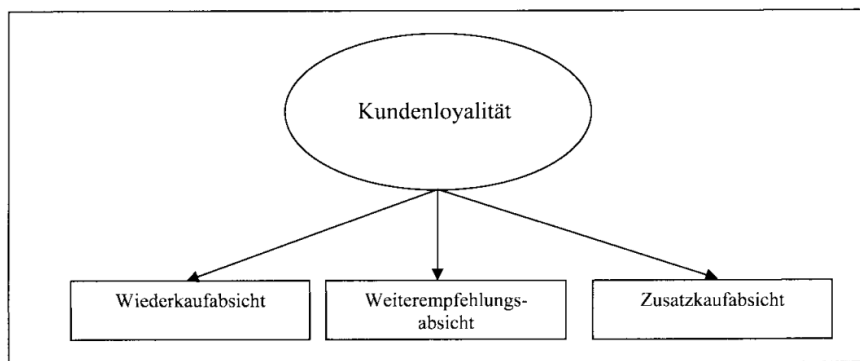 Kundenloyalität
Wiederkaufabsicht
Weiterempfehlungs-
absicht
Zusatzkaufabsicht